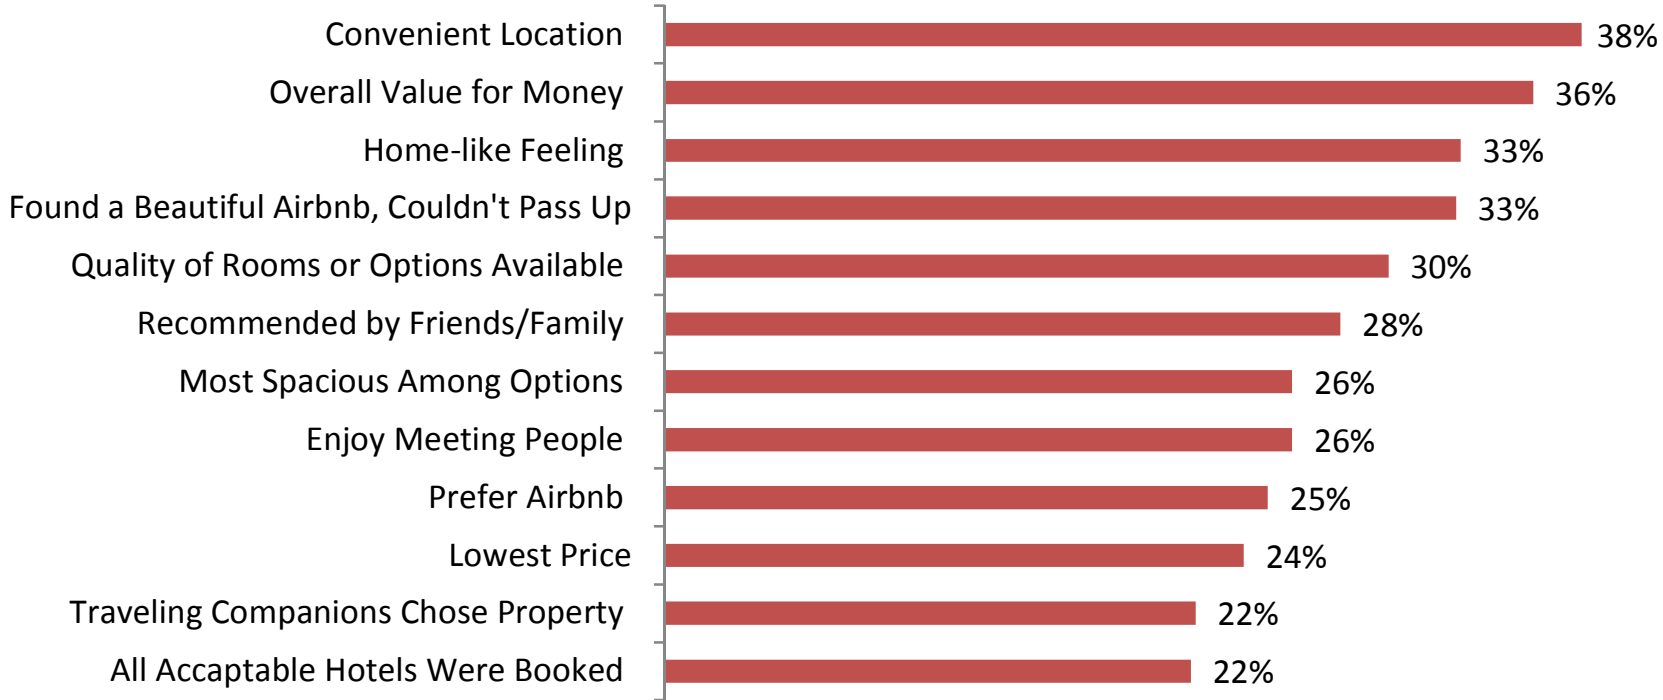 Convenient Location 38%
Overall Value for Money 36%
Home-like Feeling 33%
Found a Beautiful Airbnb, Couldn't Pass Up 33%
Quality of Rooms or Options Available 30%
Recommended by Friends/Family 28%
Most Spacious Among Options 26%
Enjoy Meeting People 26%
Prefer Airbnb 25%
Lowest Price 24%
Traveling Companions Chose Property 22%
All Accaptable Hotels Were Booked 22%